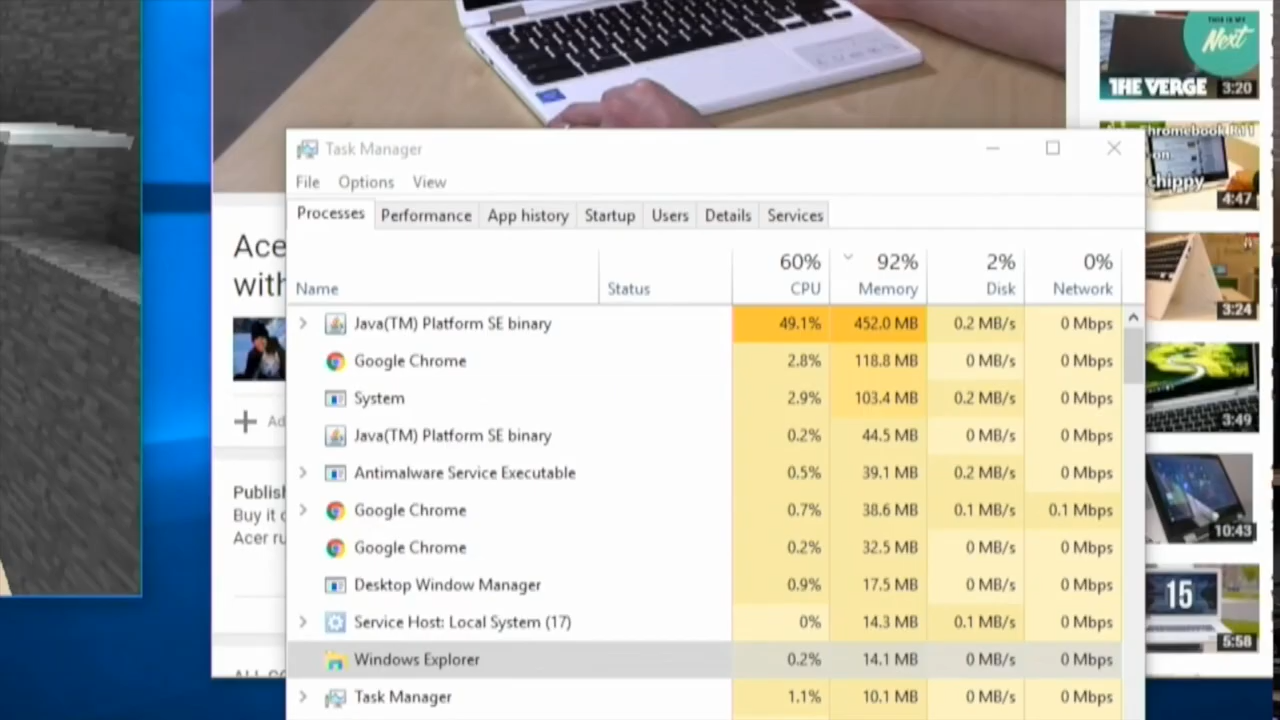 THIS IS MY
Next
THE VERGE 3:20
Chromebook R11
on
chippy
4:47
Task Manager
File Options View
Processes Performance App history Startup Users Details Services
60% 92% 2% 0%
Name Status CPU Memory Disk Network
Java(TM) Platform SE binary 49.1% 452.0 MB 0.2 MB/s 0 Mbps
Google Chrome 2.8% 118.8 MB 0 MB/s 0 Mbps
System 2.9% 103.4 MB 0.2 MB/s 0 Mbps
Java(TM) Platform SE binary 0.2% 44.5 MB 0 MB/s 0 Mbps
Antimalware Service Executable 0.5% 39.1 MB 0.2 MB/s 0 Mbps
Google Chrome 0.7% 38.6 MB 0.1 MB/s 0.1 Mbps
Google Chrome 0.2% 32.5 MB 0 MB/s 0 Mbps
Desktop Window Manager 0.9% 17.5 MB 0 MB/s 0 Mbps
Service Host: Local System (17) 0% 14.3 MB 0.1 MB/s 0 Mbps
Windows Explorer 0.2% 14.1 MB 0 MB/s 0 Mbps
Task Manager 1.1% 10.1 MB 0 MB/s 0 Mbps
Ace
with
Ad
Publis
Buy it
Acer ru
3:24
3:49
10:43
15
5:58